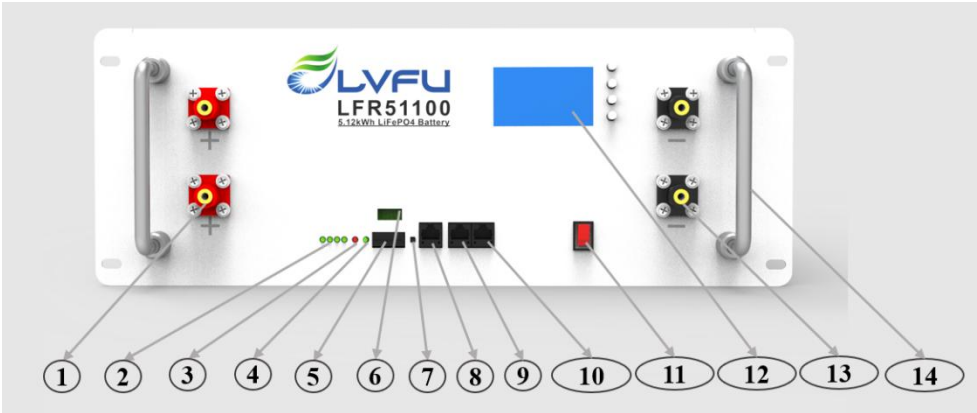 LVFU
LFR51100
5.12kWh LiFePO4 Battery
+ −
+ −
1 2 3 4 5 6 7 8 9 10 11 12 13 14